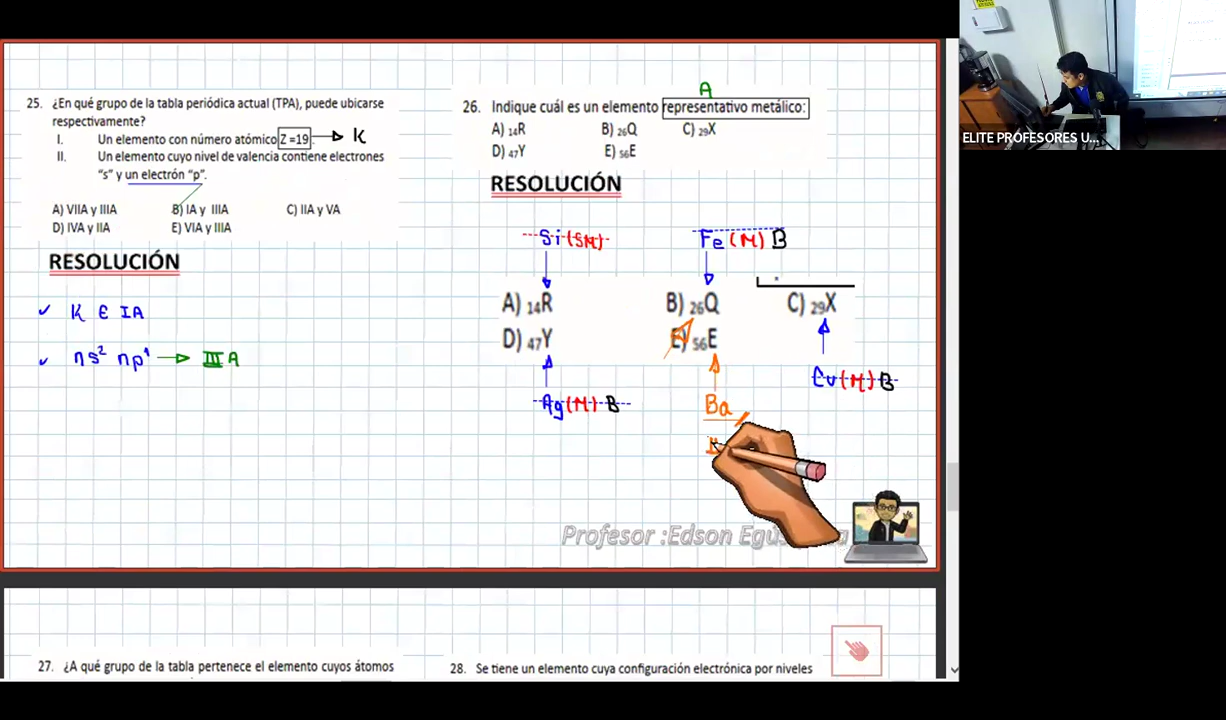 25. ¿En qué grupo de la tabla periódica actual (TPA), puede ubicarse
respectivamente?
I. Un elemento con número atómico Z =19 K
II. Un elemento cuyo nivel de valencia contiene electrones
"s" y un electrón "p".
A) VIIA y IIIA B) IA y IIIA C) IIA y VA
D) IVA y IIA E) VIA y IIIA
RESOLUCIÓN
K ∈ IA
ns² np¹ III A
A
26. Indique cuál es un elemento representativo metálico:
A) 14R B) 26Q C) 29X
D) 47Y E) 56E
RESOLUCIÓN
Si (SM) Fe (M) B
A) 14R B) 26Q C) 29X
D) 47Y E) 56E
Cu (M) B
Ag (M) B Ba
Profesor :Edson
27. ¿A qué grupo de la tabla pertenece el elemento cuyos átomos
28. Se tiene un elemento cuya configuración electrónica por niveles
ELITE PROFESORES U...